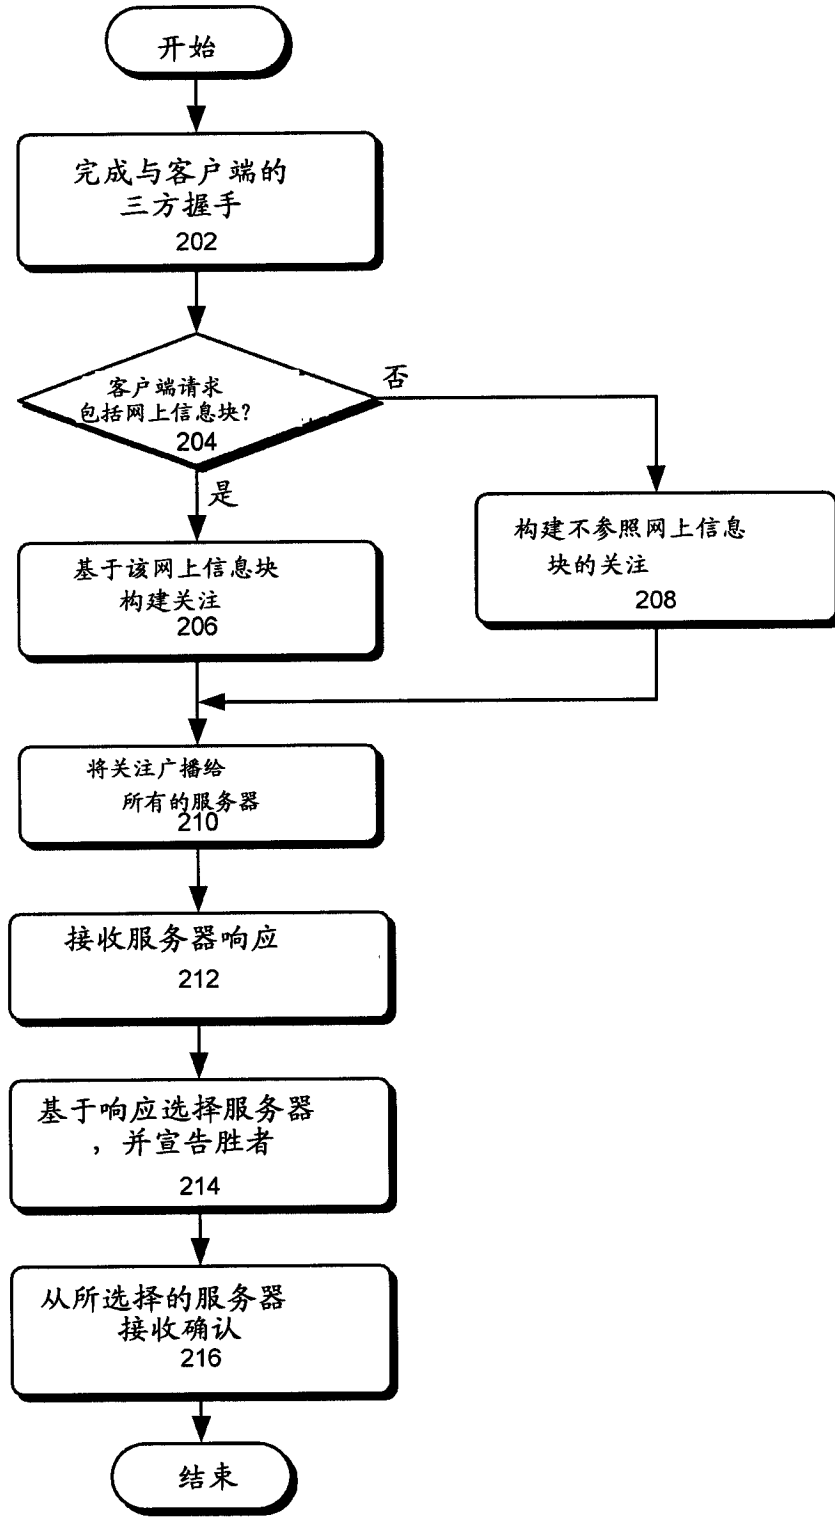 开始
完成与客户端的
三方握手
202
客户端请求
包括网上信息块？
204
否
是
基于该网上信息块
构建关注
206
构建不参照网上信息
块的关注
208
将关注广播给
所有的服务器
210
接收服务器响应
212
基于响应选择服务器
，并宣告胜者
214
从所选择的服务器
接收确认
216
结束